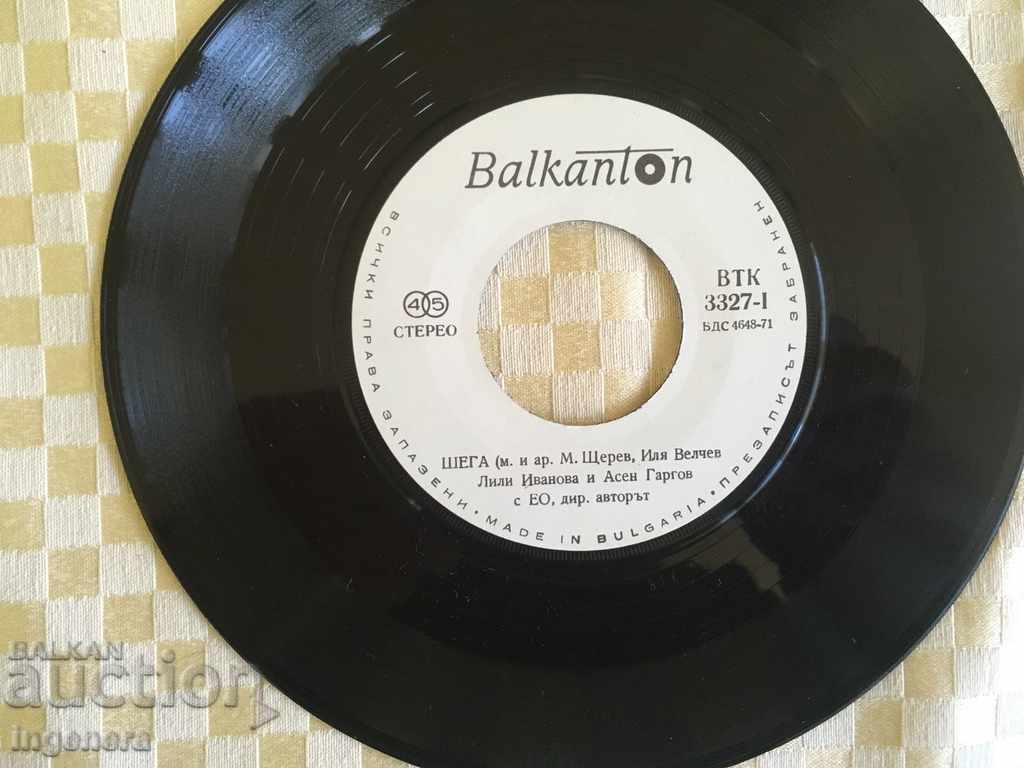 Balkanton
45
СТЕРЕО
ВТК
3327-I
БДС 4648-71
ШЕГА (м. и ар. М. Щерев, Иля Велчев
Лили Иванова и Асен Гаргов
с ЕО, дир. авторът
ВСИЧКИ ПРАВА ЗАПАЗЕНИ • MADE IN BULGARIA • ПРЕЗАПИСЪТ ЗАБРАНЕН
BALKAN
auction
ingenera